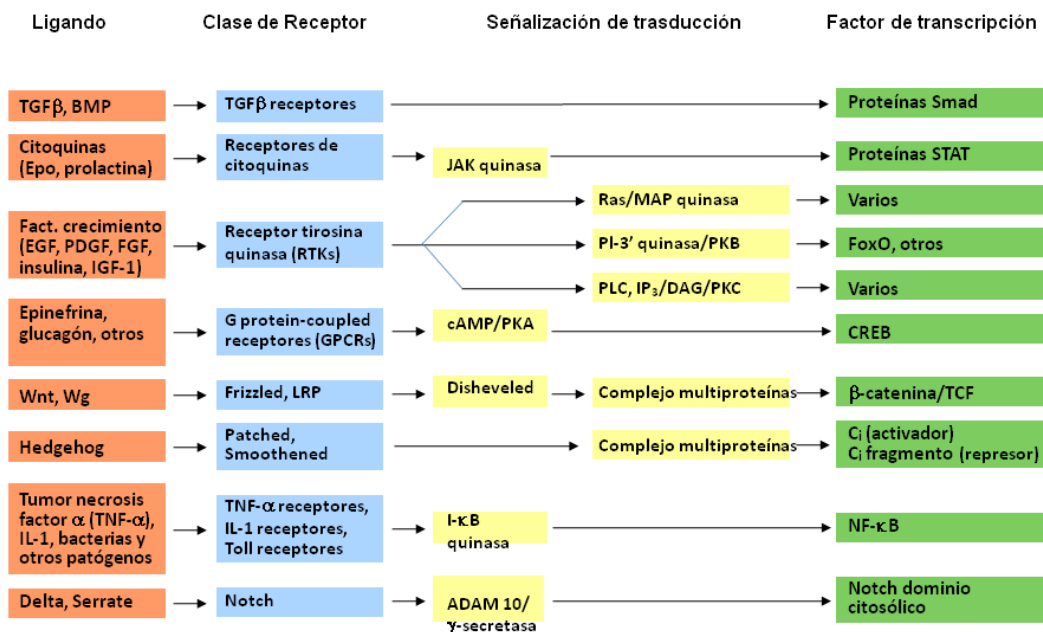 Ligando
Clase de Receptor
Señalización de trasducción
Factor de transcripción
TGFβ, BMP
TGFβ receptores
Proteínas Smad
Citoquinas
(Epo, prolactina)
Receptores de
citoquinas
JAK quinasa
Proteínas STAT
Fact. crecimiento
(EGF, PDGF, FGF,
insulina, IGF-1)
Receptor tirosina
quinasa (RTKs)
Ras/MAP quinasa
Varios
PI-3’ quinasa/PKB
FoxO, otros
PLC, IP₃/DAG/PKC
Varios
Epinefrina,
glucagón, otros
G protein-coupled
receptores (GPCRs)
cAMP/PKA
CREB
Wnt, Wg
Frizzled, LRP
Disheveled
Complejo multiproteínas
β-catenina/TCF
Hedgehog
Patched,
Smoothened
Complejo multiproteínas
Cᵢ (activador)
Cᵢ fragmento (represor)
Tumor necrosis
factor α (TNF-α),
IL-1, bacterias y
otros patógenos
TNF-α receptores,
IL-1 receptores,
Toll receptores
I-κB
quinasa
NF-κB
Delta, Serrate
Notch
ADAM 10/
γ-secretasa
Notch dominio
citosólico